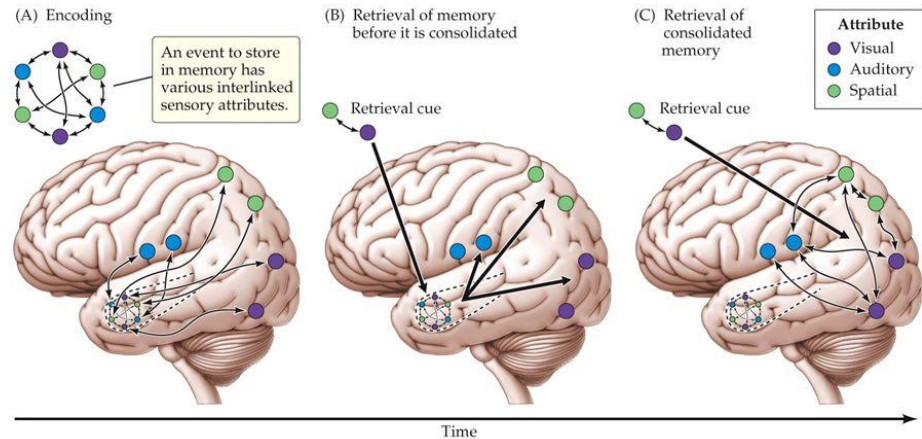 (A) Encoding
An event to store
in memory has
various interlinked
sensory attributes.
(B) Retrieval of memory
before it is consolidated
Retrieval cue
(C) Retrieval of
consolidated
memory
Retrieval cue
Attribute
Visual
Auditory
Spatial
Time